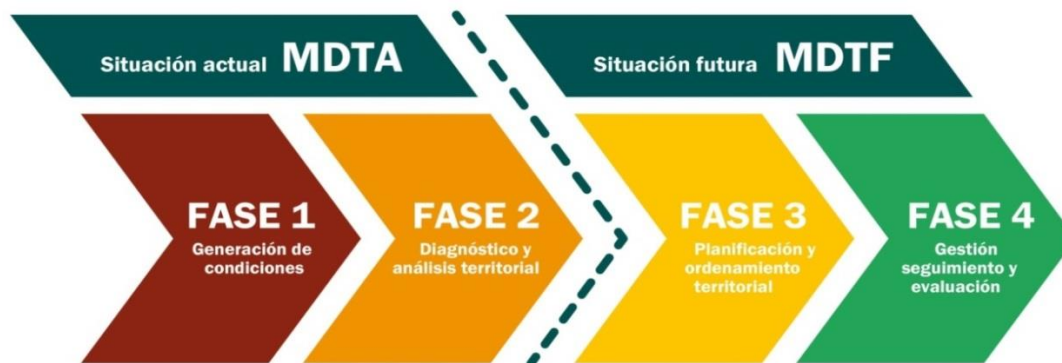 Situación actual MDTA
Situación futura MDTF
FASE 1
Generación de
condiciones
FASE 2
Diagnóstico y
análisis territorial
FASE 3
Planificación y
ordenamiento
territorial
FASE 4
Gestión
seguimiento y
evaluación